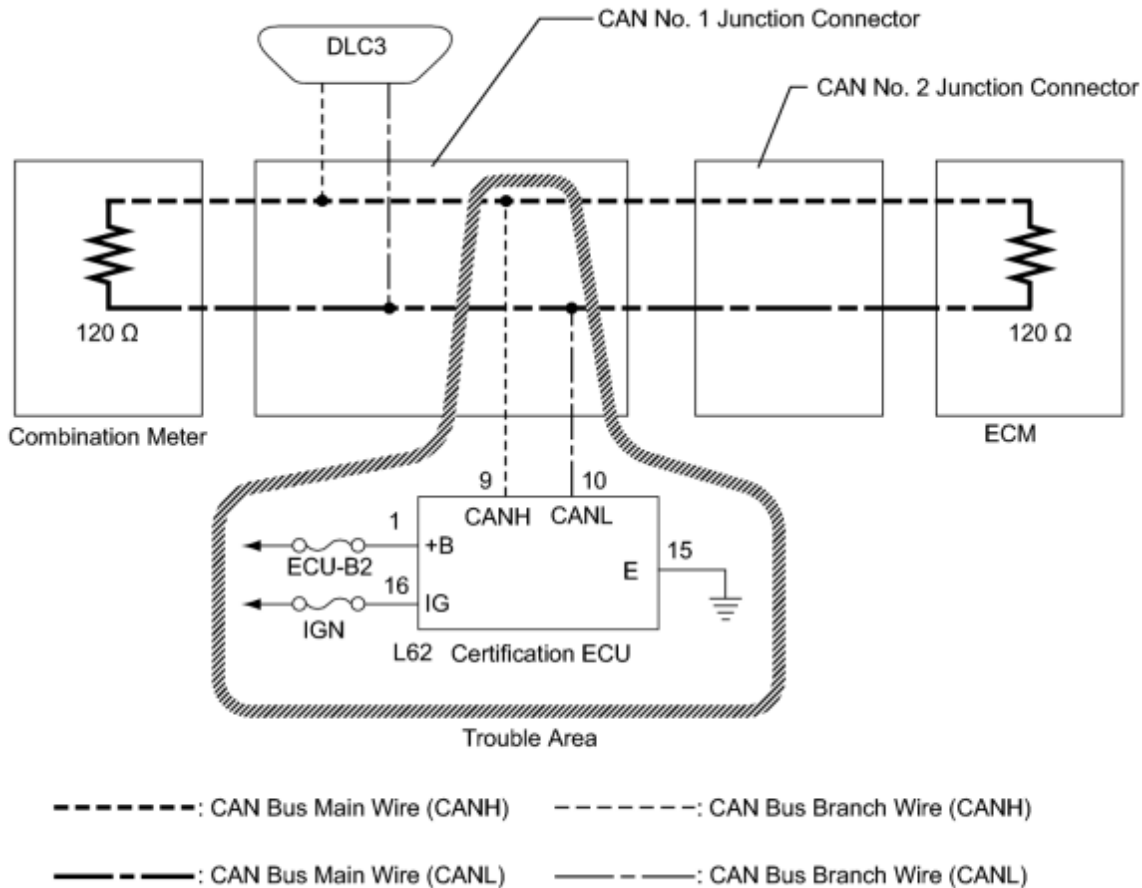 CAN No. 1 Junction Connector
DLC3
CAN No. 2 Junction Connector
120 Ω
120 Ω
Combination Meter
ECM
9 10
CANH CANL
1
+B
ECU-B2
15
E
16
IG
IGN
L62 Certification ECU
Trouble Area
: CAN Bus Main Wire (CANH)
: CAN Bus Branch Wire (CANH)
: CAN Bus Main Wire (CANL)
: CAN Bus Branch Wire (CANL)